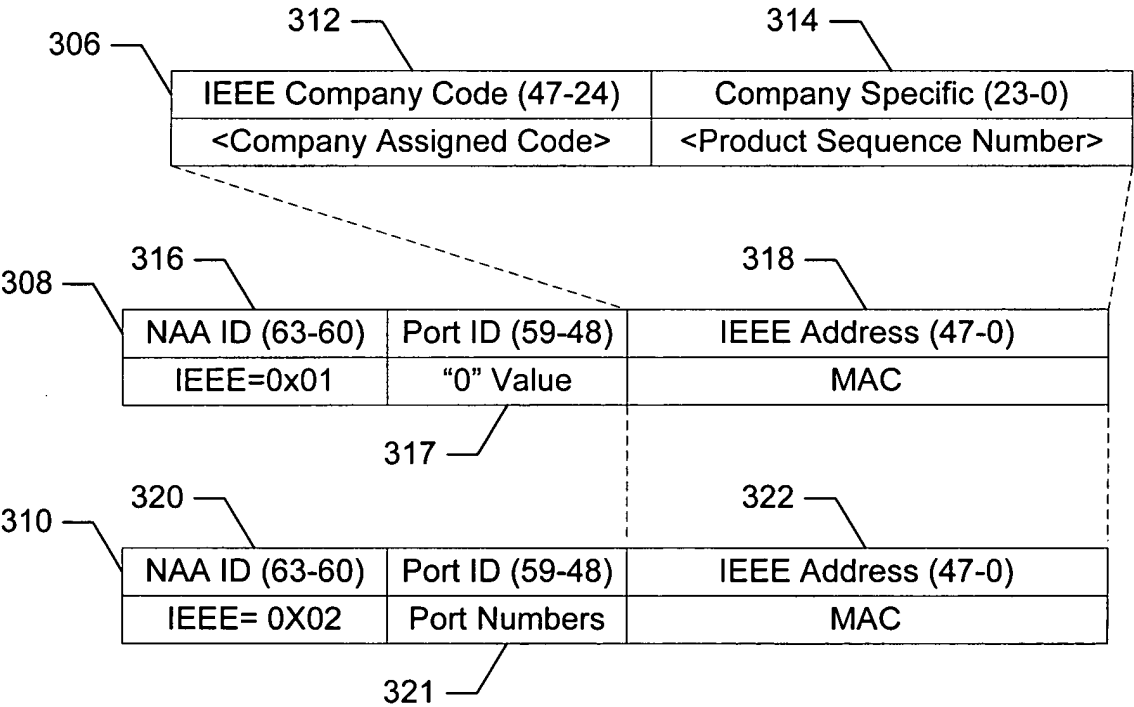 312
314
306
IEEE Company Code (47-24) Company Specific (23-0)
<Company Assigned Code> <Product Sequence Number>
316
318
308
NAA ID (63-60) Port ID (59-48) IEEE Address (47-0)
IEEE=0x01 “0” Value MAC
317
320
322
310
NAA ID (63-60) Port ID (59-48) IEEE Address (47-0)
IEEE= 0X02 Port Numbers MAC
321